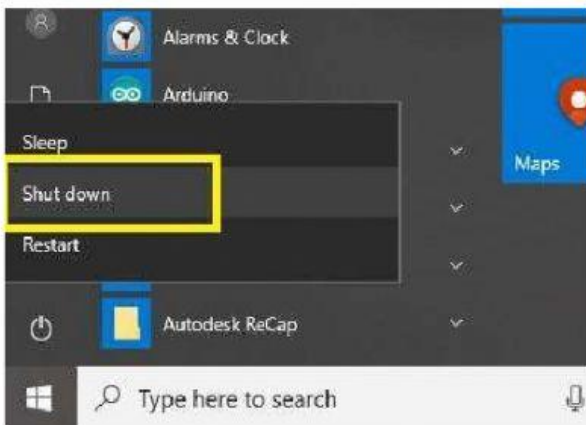 Alarms & Clock
Arduino
Sleep
Maps
Shut down
Restart
Autodesk ReCap
Type here to search